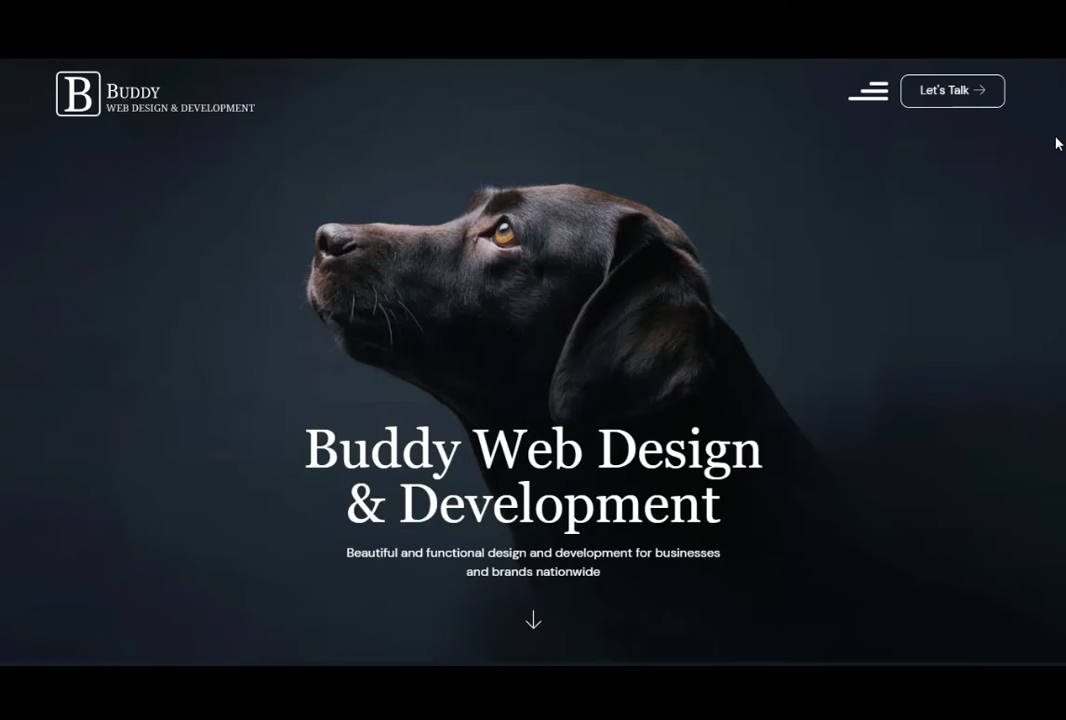 B
BUDDY
WEB DESIGN & DEVELOPMENT
Let's Talk
Buddy Web Design
& Development
Beautiful and functional design and development for businesses
and brands nationwide